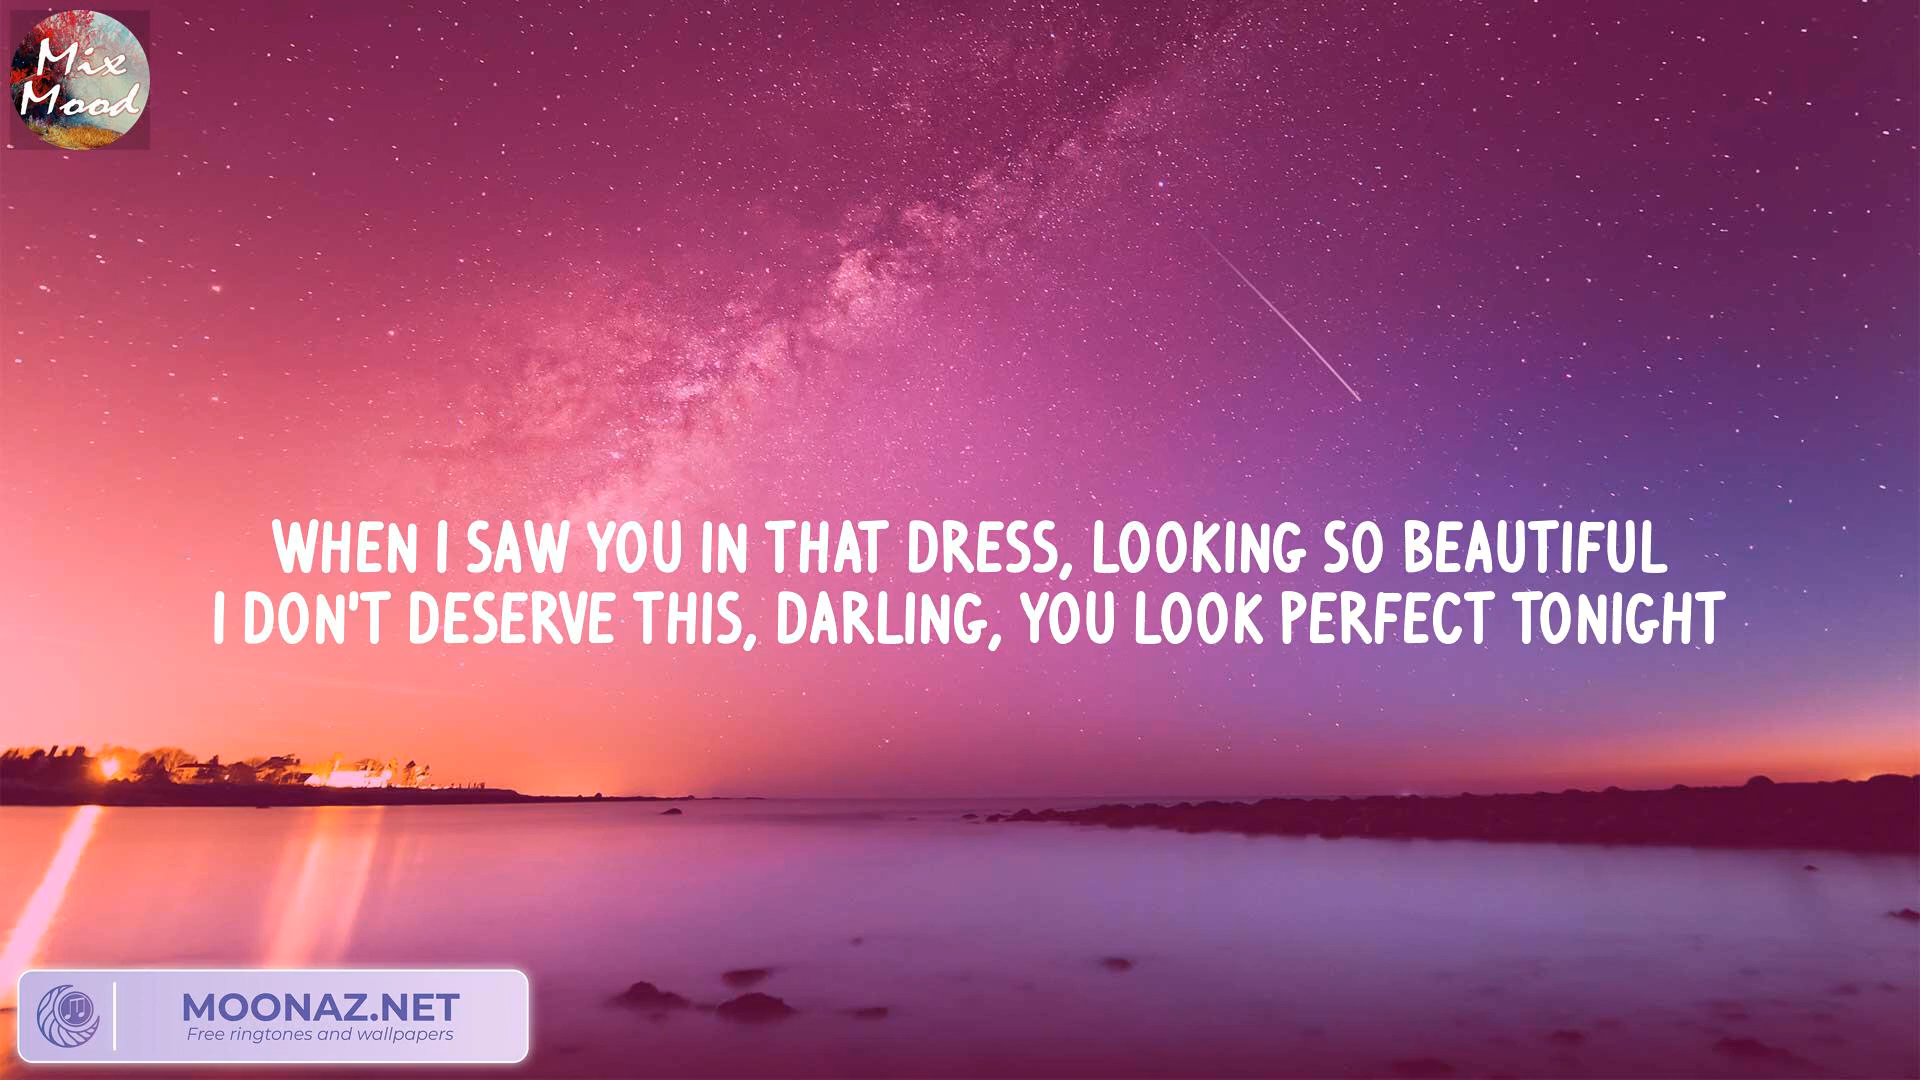 Mix
Mood
WHEN I SAW YOU IN THAT DRESS, LOOKING SO BEAUTIFUL
I DON'T DESERVE THIS, DARLING, YOU LOOK PERFECT TONIGHT
MOONAZ.NET
Free ringtones and wallpapers